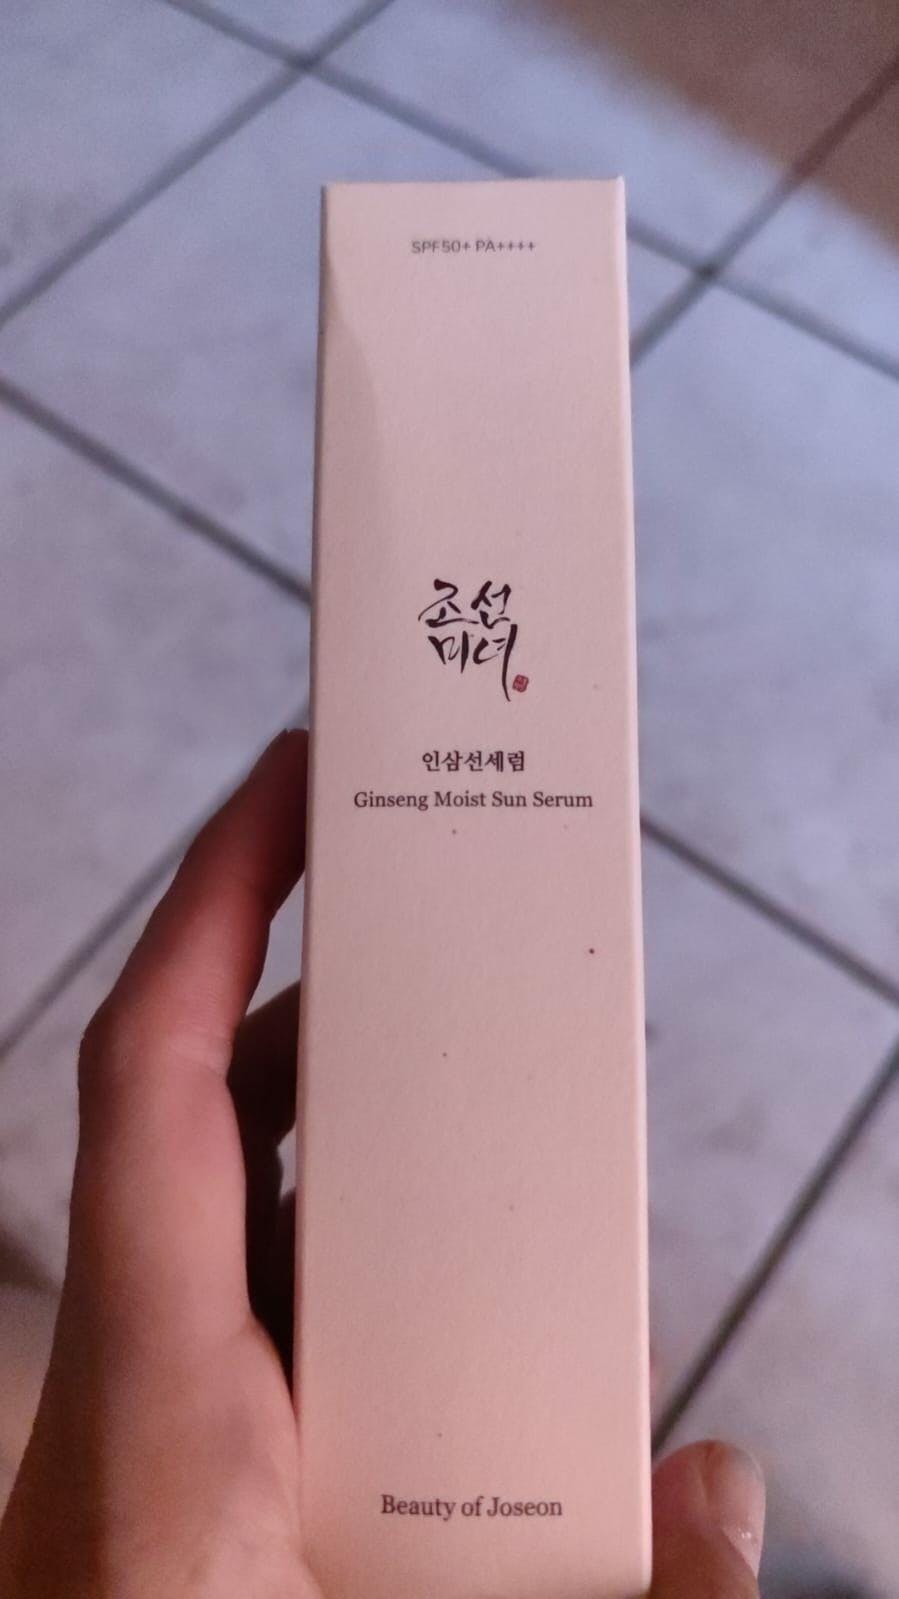 SPF50+ PA++++
조선
미녀
인삼선세럼
Ginseng Moist Sun Serum
Beauty of Joseon